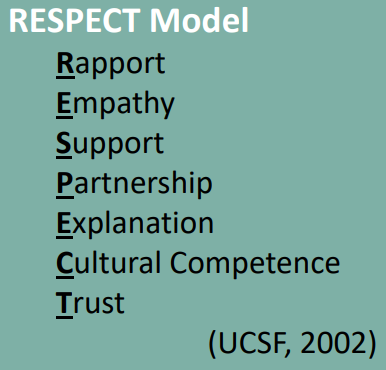 RESPECT Model
Rapport
Empathy
Support
Partnership
Explanation
Cultural Competence
Trust
(UCSF, 2002)